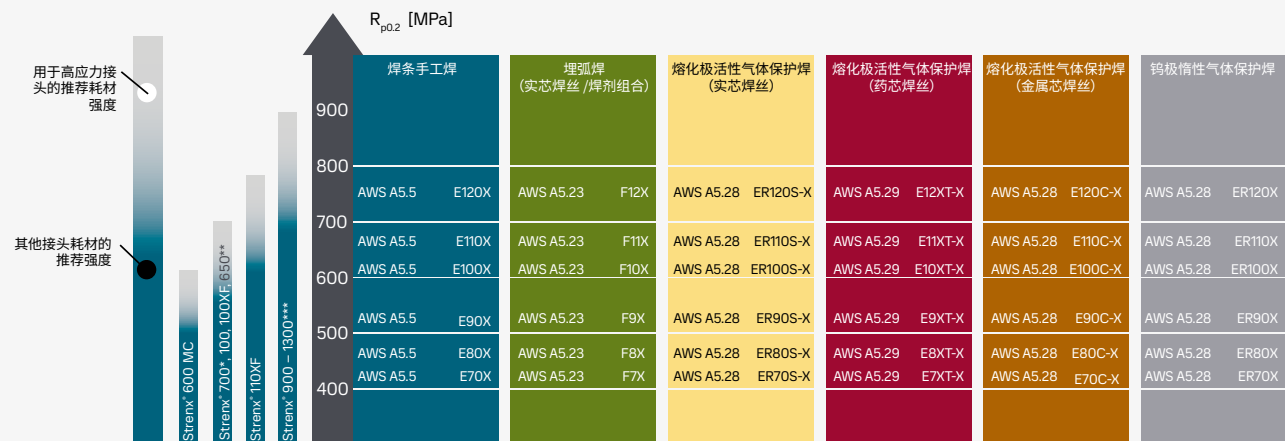 R p0.2 [MPa]
用于高应力接
头的推荐耗材
强度
其他接头耗材的
推荐强度
Strenx® 600 MC
Strenx® 700*, 100, 100XF, 650**
Strenx® 110XF
Strenx® 900 – 1300***
900
800
700
600
500
400
焊条手工焊
AWS A5.5 E120X
AWS A5.5 E110X
AWS A5.5 E100X
AWS A5.5 E90X
AWS A5.5 E80X
AWS A5.5 E70X
埋弧焊
(实芯焊丝 /焊剂组合)
AWS A5.23 F12X
AWS A5.23 F11X
AWS A5.23 F10X
AWS A5.23 F9X
AWS A5.23 F8X
AWS A5.23 F7X
熔化极活性气体保护焊
(实芯焊丝)
AWS A5.28 ER120S-X
AWS A5.28 ER110S-X
AWS A5.28 ER100S-X
AWS A5.28 ER90S-X
AWS A5.28 ER80S-X
AWS A5.28 ER70S-X
熔化极活性气体保护焊
(药芯焊丝)
AWS A5.29 E12XT-X
AWS A5.29 E11XT-X
AWS A5.29 E10XT-X
AWS A5.29 E9XT-X
AWS A5.29 E8XT-X
AWS A5.29 E7XT-X
熔化极活性气体保护焊
(金属芯焊丝)
AWS A5.28 E120C-X
AWS A5.28 E110C-X
AWS A5.28 E100C-X
AWS A5.28 E90C-X
AWS A5.28 E80C-X
AWS A5.28 E70C-X
钨极惰性气体保护焊
AWS A5.28 ER120X
AWS A5.28 ER110X
AWS A5.28 ER100X
AWS A5.28 ER90X
AWS A5.28 ER80X
AWS A5.28 ER70X